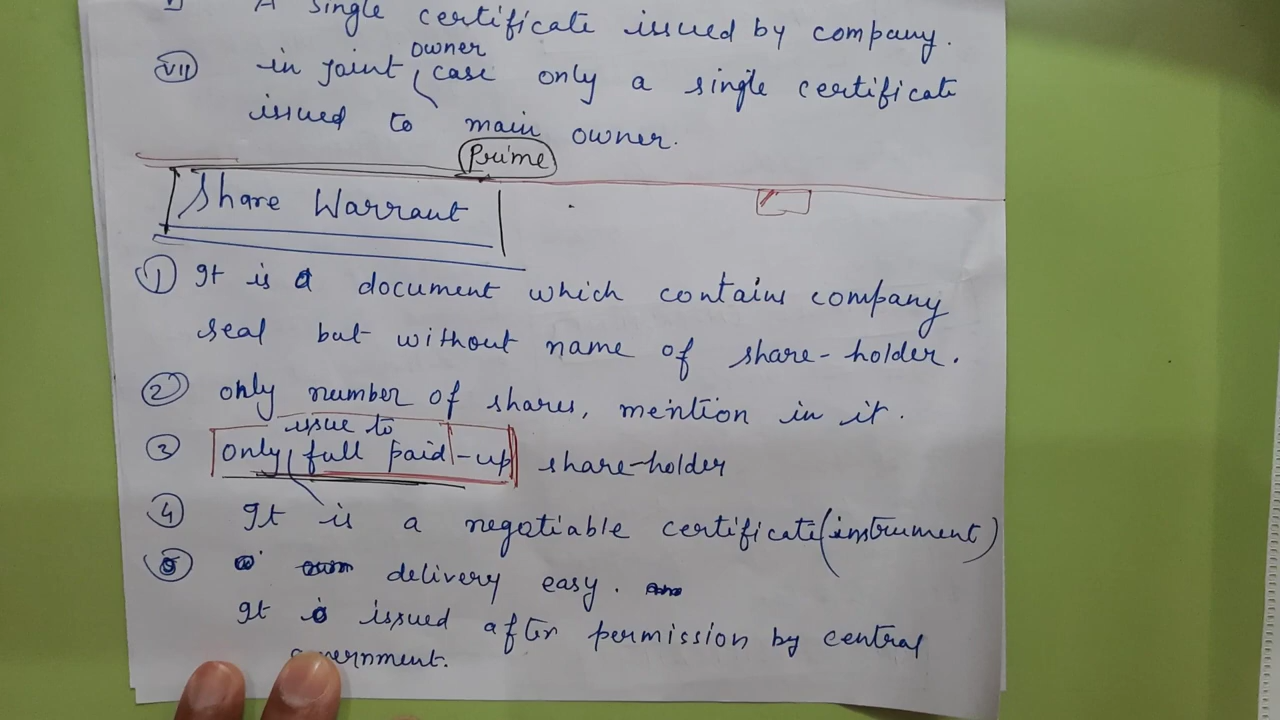 A single certificate issued by company.
owner
VII in joint case only a single certificate
issued to main owner.
Prime
Share Warrant
1 It is a document which contains company
seal but without name of share-holder.
2 only number of shares, mention in it.
issue to
3 only full paid-up share-holder
4 It is a negotiable certificate (instrument)
5 delivery easy.
It is issued after permission by central
government.